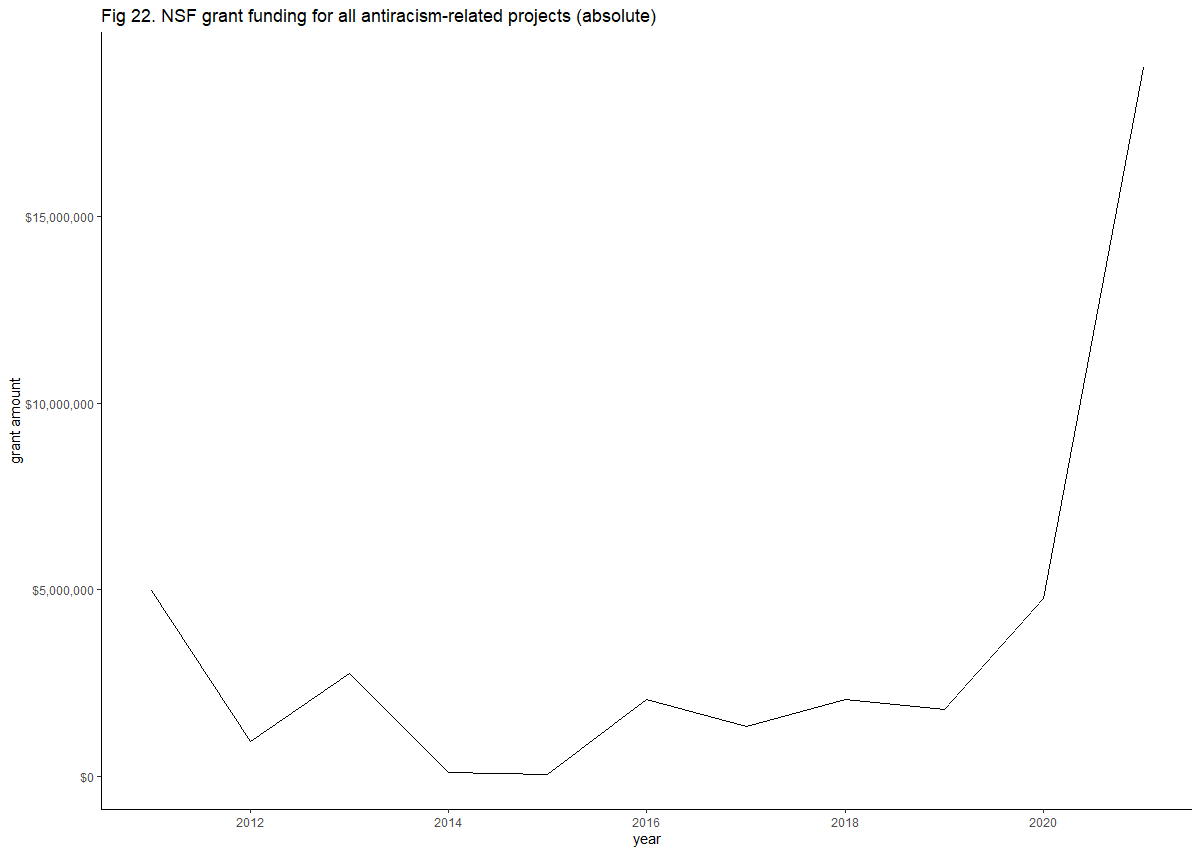 Fig 22. NSF grant funding for all antiracism-related projects (absolute)
$15,000,000
$10,000,000
$5,000,000
$0
grant amount
2012 2014 2016 2018 2020
year